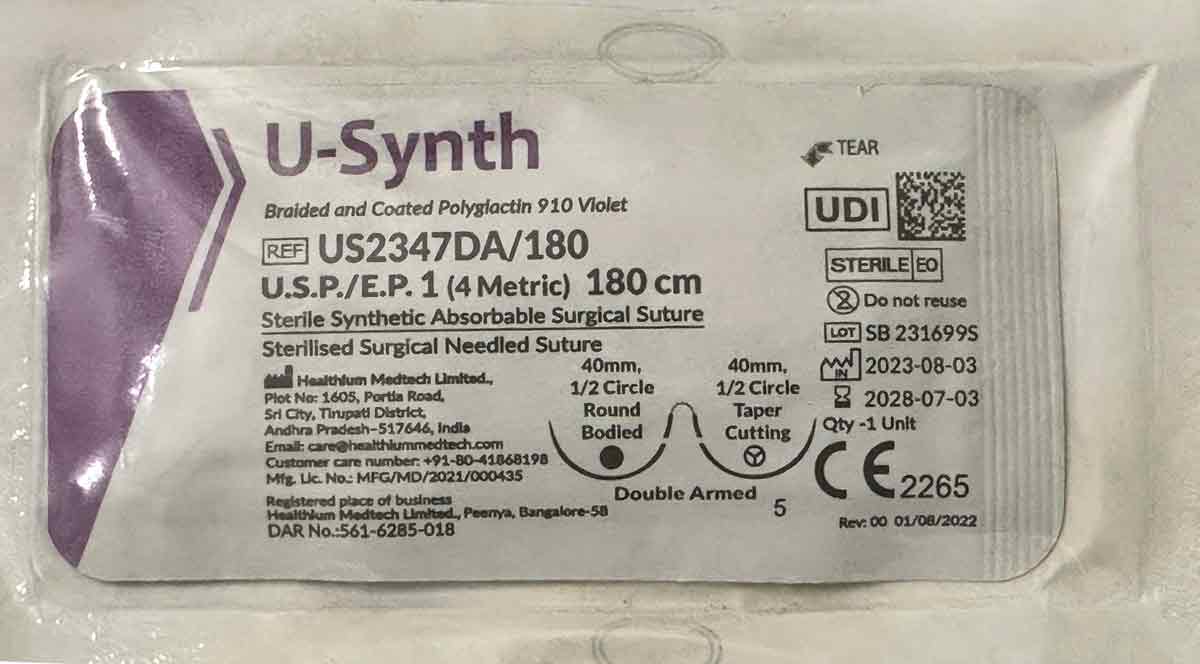 U-Synth
Braided and Coated Polyglactin 910 Violet
REF US2347DA/180
U.S.P./E.P. 1 (4 Metric) 180 cm
Sterile Synthetic Absorbable Surgical Suture
Sterilised Surgical Needled Suture
Healthium Medtech Limited.,
Plot No: 1605, Portia Road,
Sri City, Tirupati District,
Andhra Pradesh-517646, India
Email: care@healthiummedtech.com
Customer care number: +91-80-41868198
Mfg. Lic. No.: MFG/MD/2021/000435
Registered place of business
Healthium Medtech Limited., Peenya, Bangalore-58
DAR No.:561-6285-018
40mm,
1/2 Circle
Round
Bodied
40mm,
1/2 Circle
Taper
Cutting
Double Armed
5
TEAR
UDI
STERILE EO
2 Do not reuse
LOT SB 231699S
IN 2023-08-03
2028-07-03
Qty -1 Unit
CE 2265
Rev: 00 01/08/2022